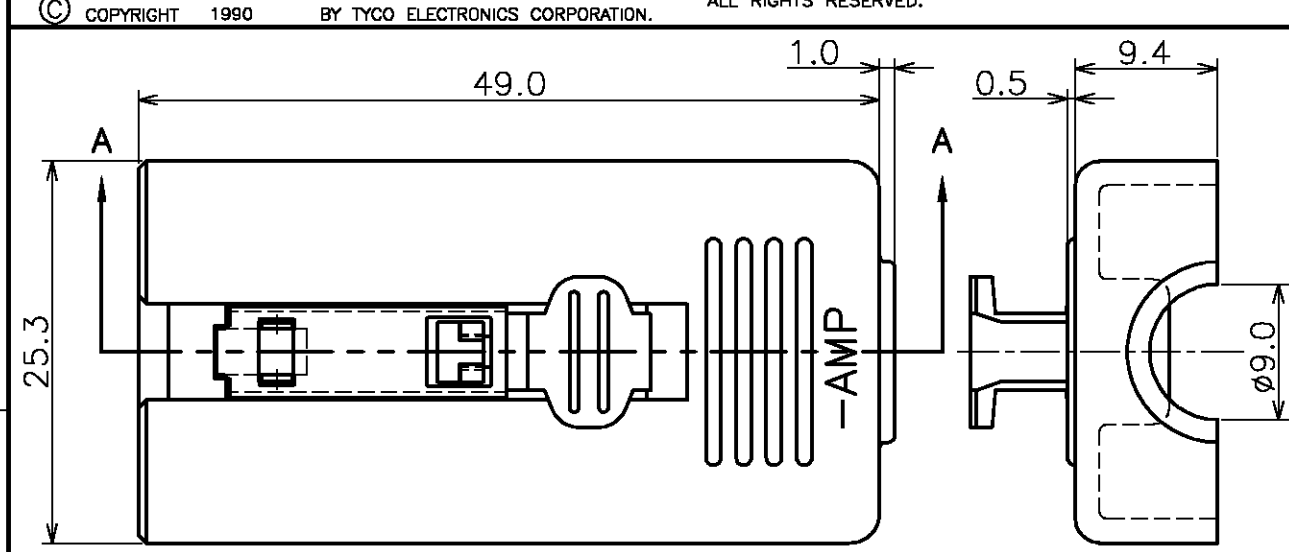 Ⓒ COPYRIGHT 1990 BY TYCO ELECTRONICS CORPORATION. ALL RIGHTS RESERVED.
49.0
1.0
0.5
9.4
A
A
25.3
-AMP
ø9.0